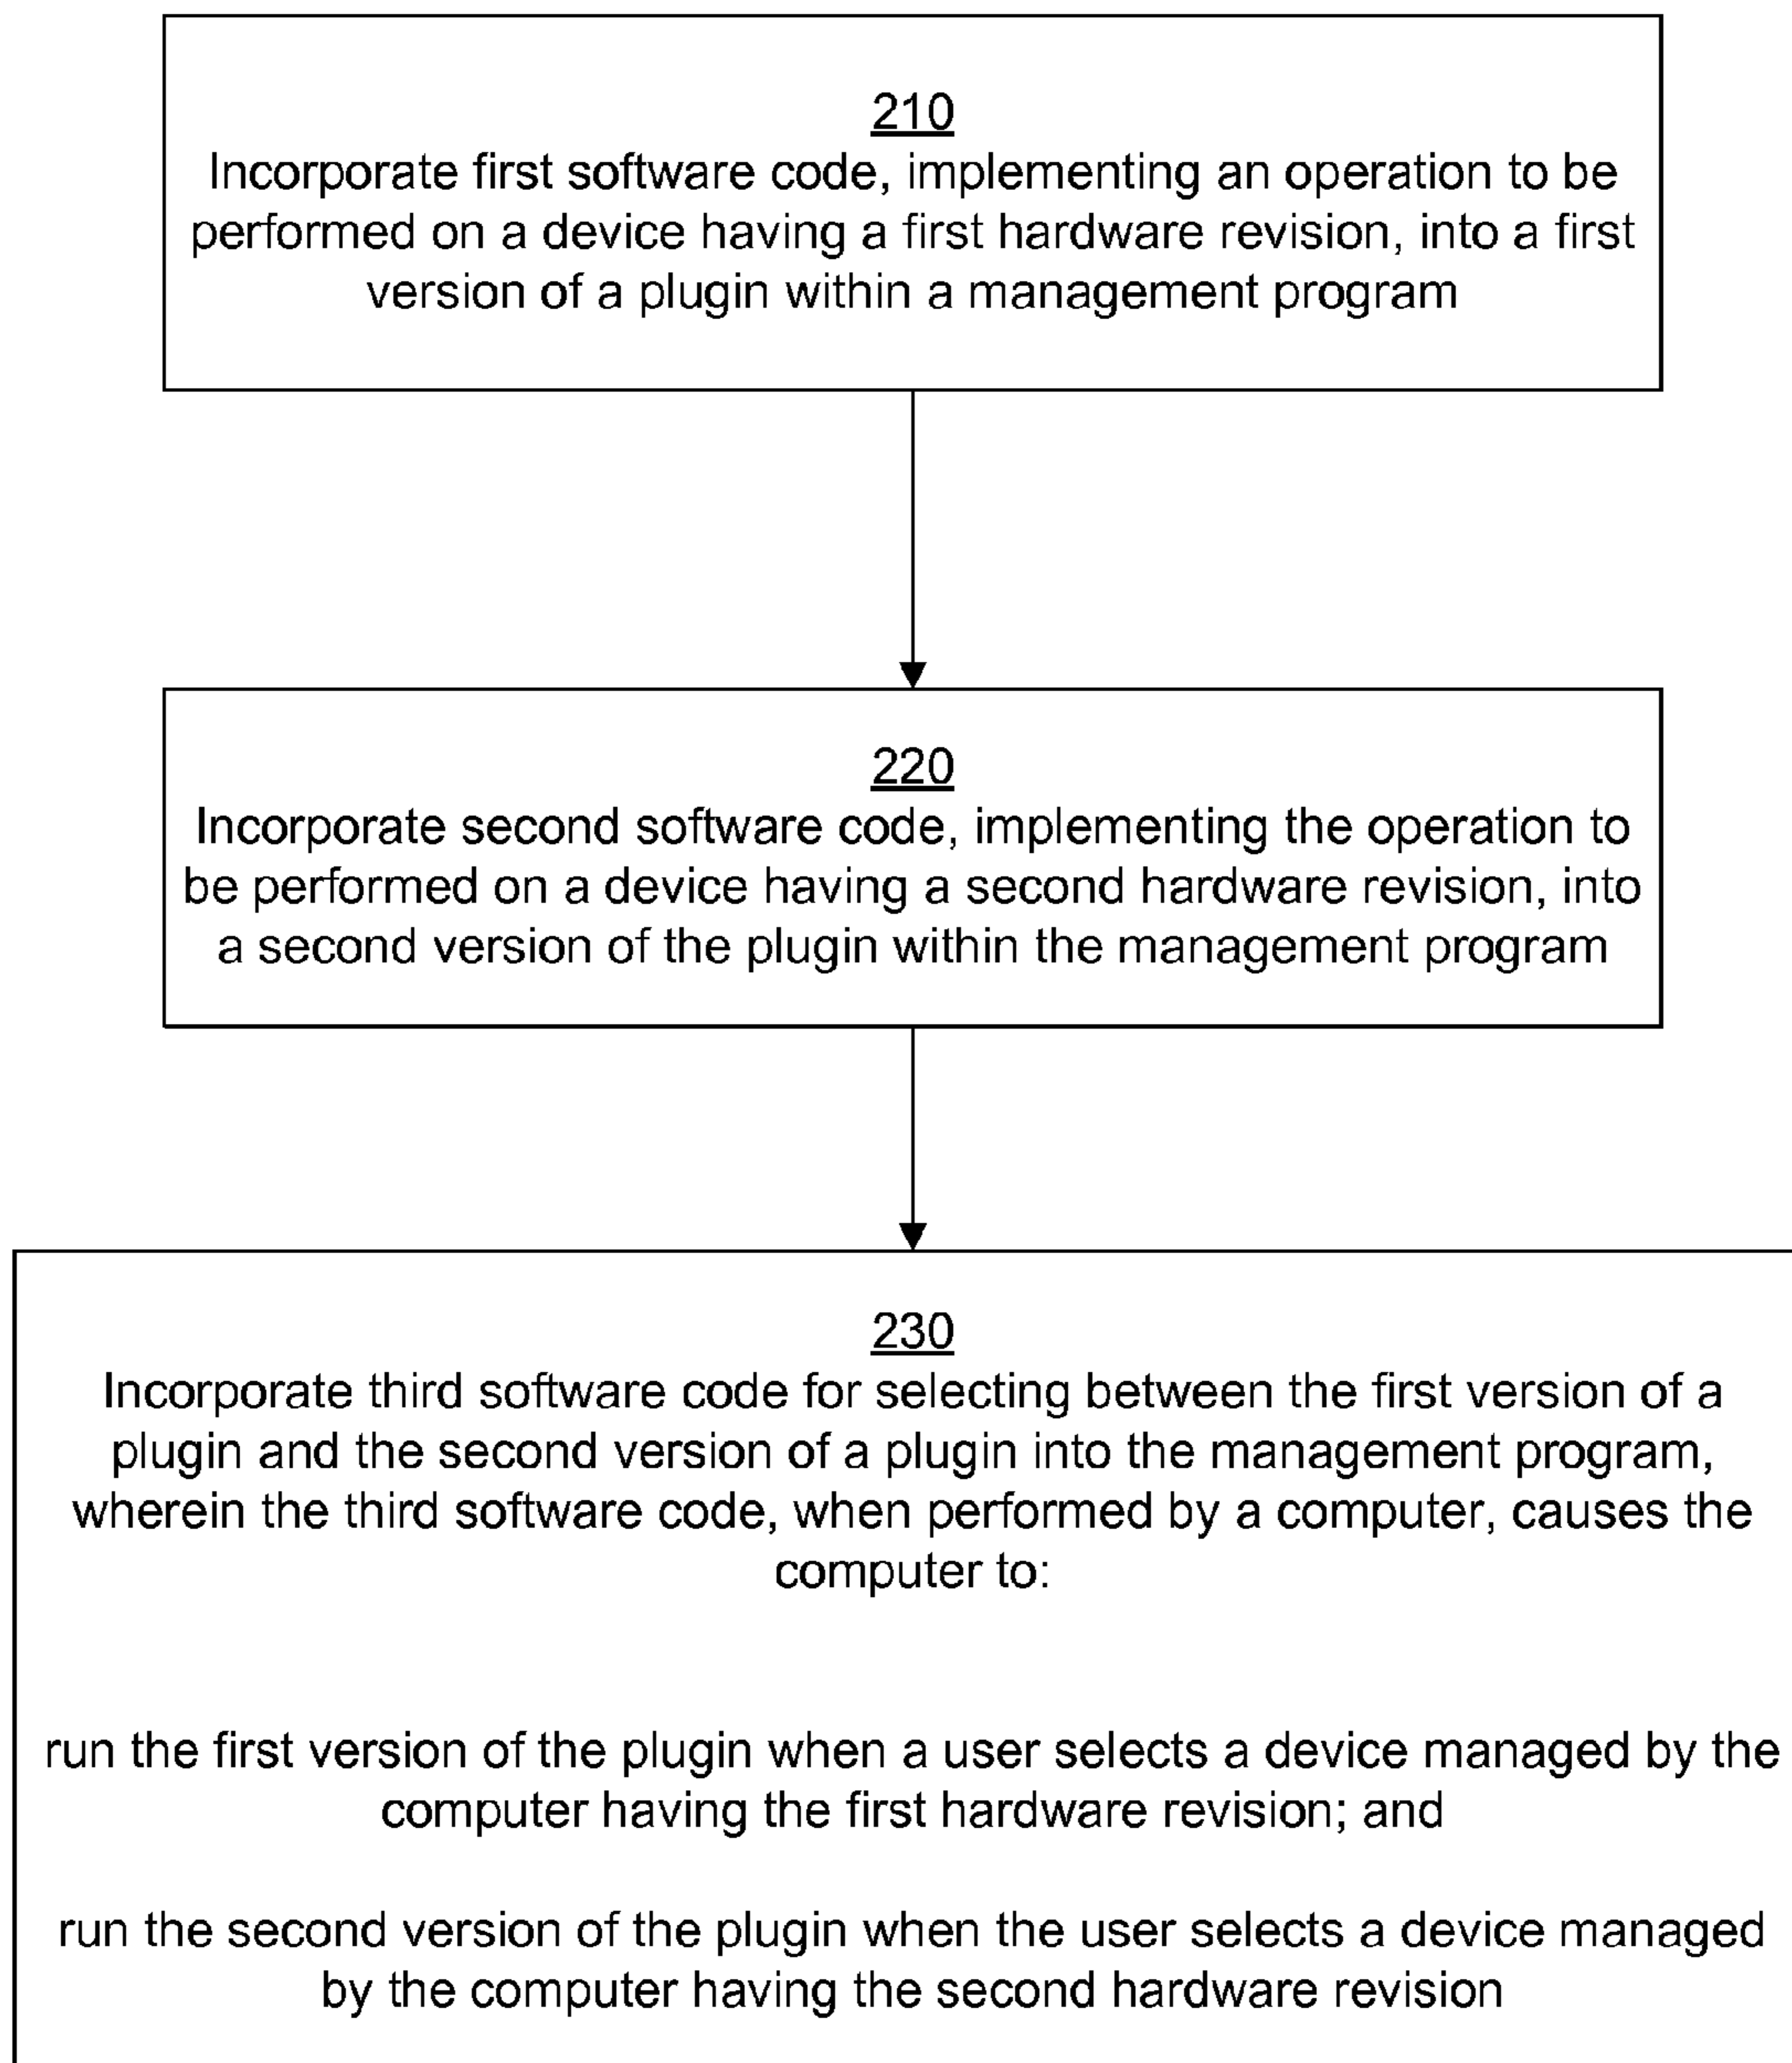 210
Incorporate first software code, implementing an operation to be
performed on a device having a first hardware revision, into a first
version of a plugin within a management program
220
Incorporate second software code, implementing the operation to
be performed on a device having a second hardware revision, into
a second version of the plugin within the management program
230
Incorporate third software code for selecting between the first version of a
plugin and the second version of a plugin into the management program,
wherein the third software code, when performed by a computer, causes the
computer to:
run the first version of the plugin when a user selects a device managed by the
computer having the first hardware revision; and
run the second version of the plugin when the user selects a device managed
by the computer having the second hardware revision